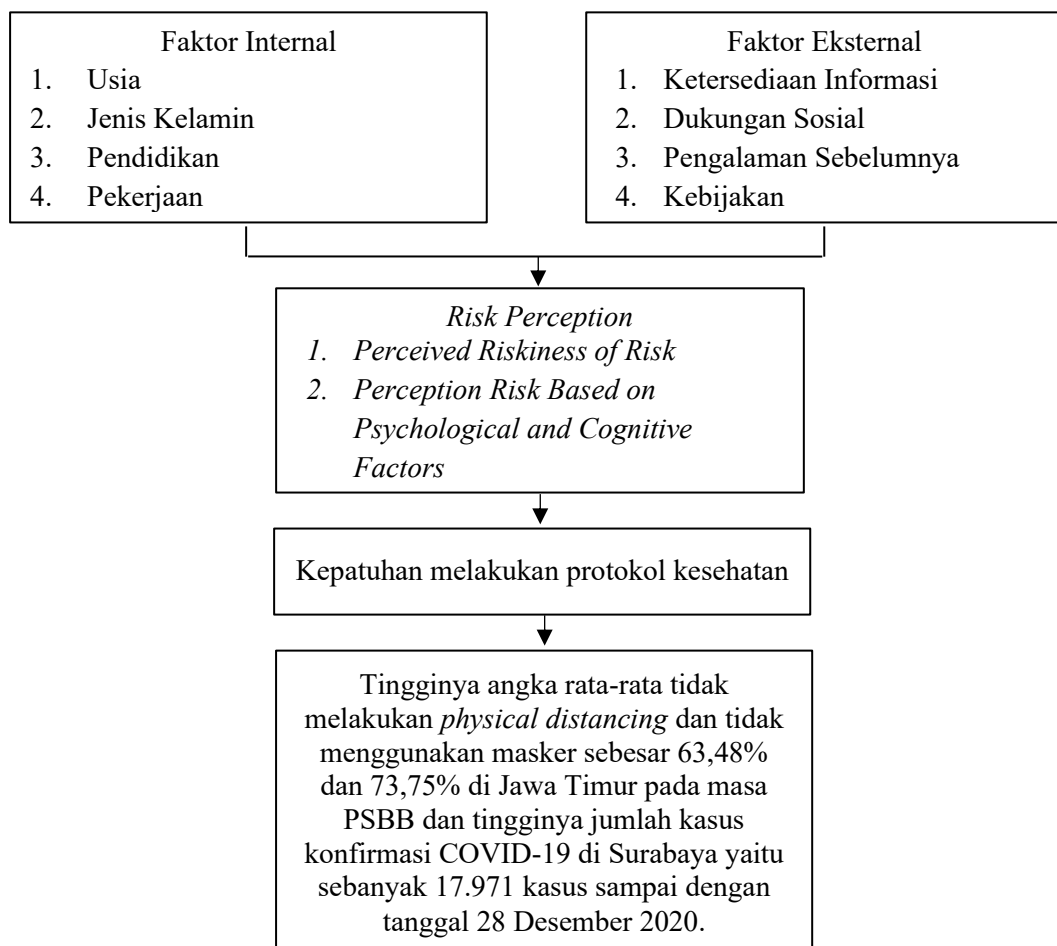 Faktor Internal
1. Usia
2. Jenis Kelamin
3. Pendidikan
4. Pekerjaan
Faktor Eksternal
1. Ketersediaan Informasi
2. Dukungan Sosial
3. Pengalaman Sebelumnya
4. Kebijakan
Risk Perception
1. Perceived Riskiness of Risk
2. Perception Risk Based on
Psychological and Cognitive
Factors
Kepatuhan melakukan protokol kesehatan
Tingginya angka rata-rata tidak
melakukan physical distancing dan tidak
menggunakan masker sebesar 63,48%
dan 73,75% di Jawa Timur pada masa
PSBB dan tingginya jumlah kasus
konfirmasi COVID-19 di Surabaya yaitu
sebanyak 17.971 kasus sampai dengan
tanggal 28 Desember 2020.